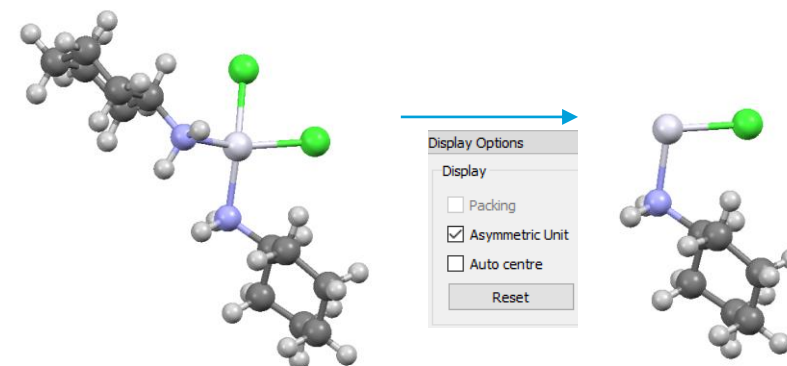 Display Options
Display
Packing
Asymmetric Unit
Auto centre
Reset